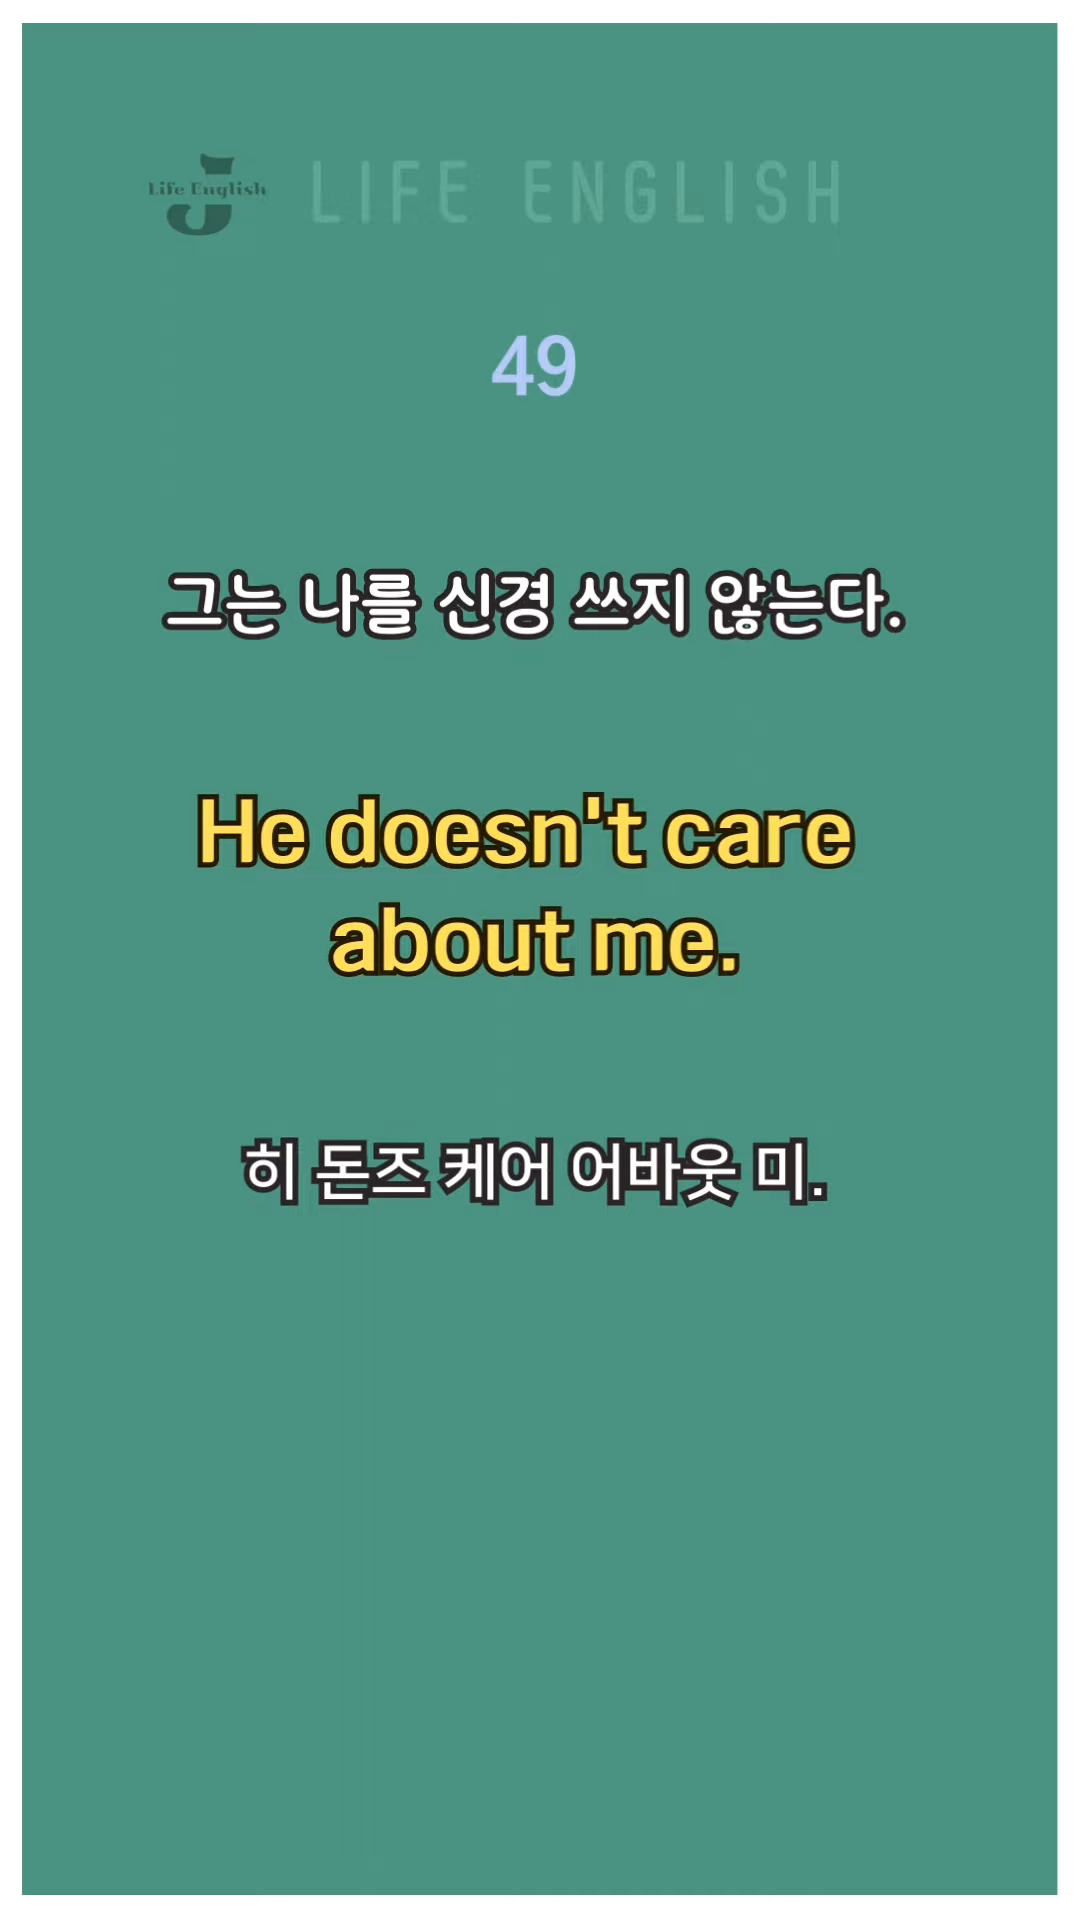 Life English
LIFE ENGLISH
49
그는 나를 신경 쓰지 않는다.
He doesn't care
about me.
히 돈즈 케어 어바웃 미.